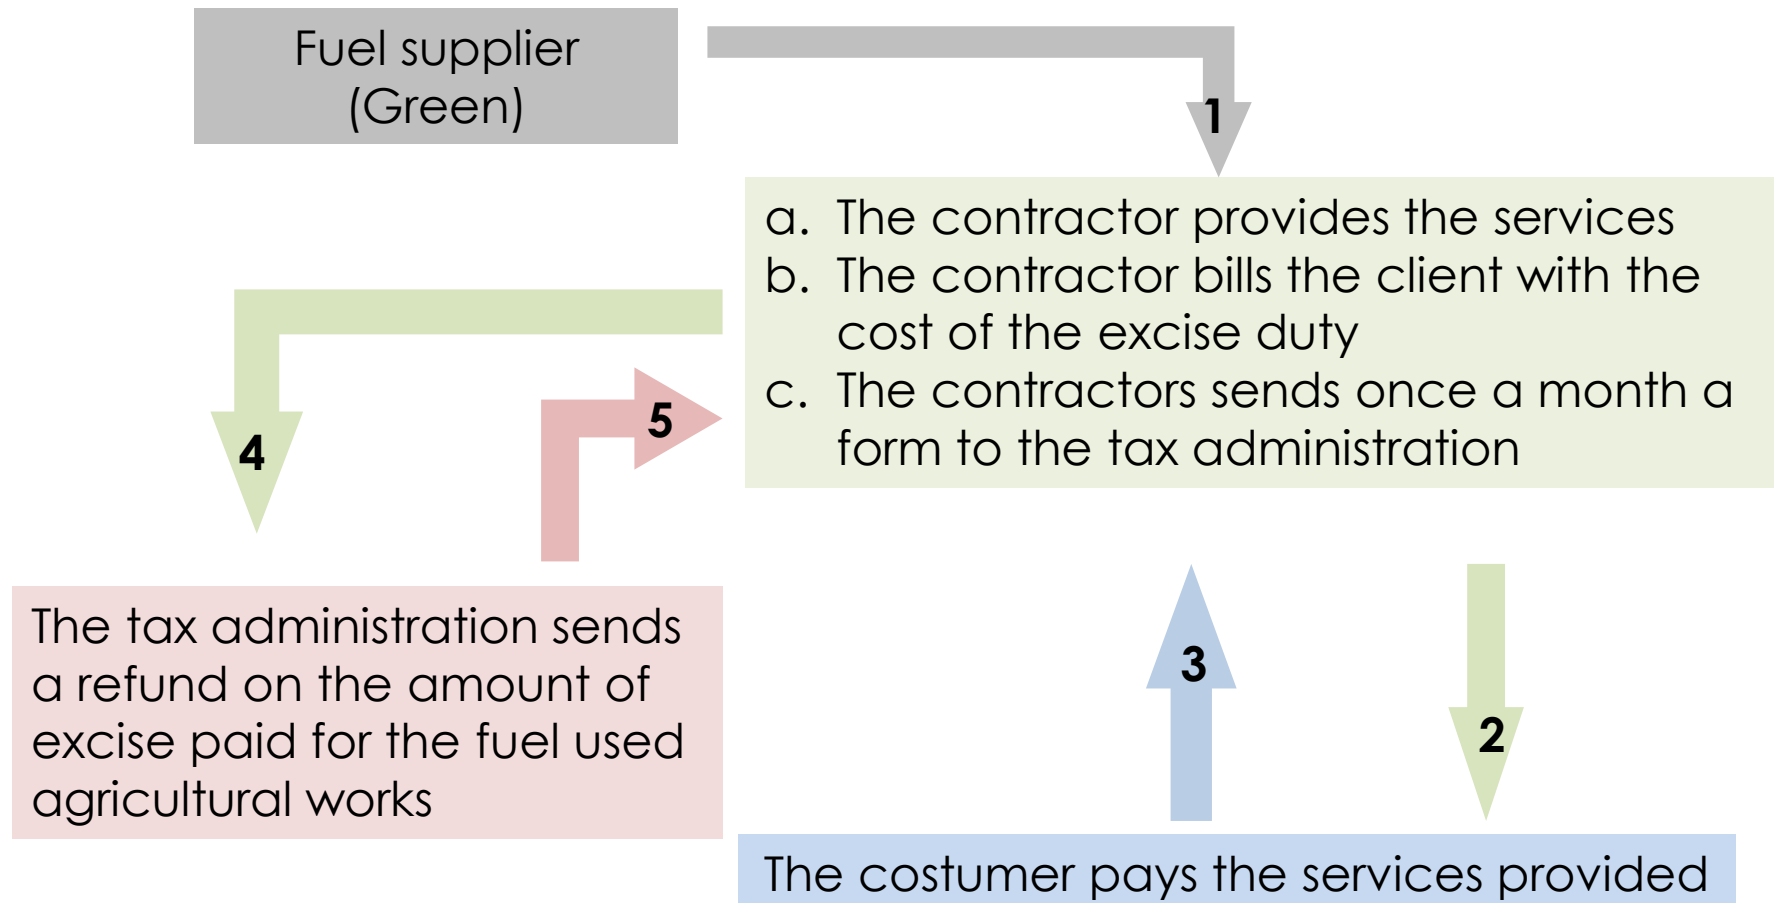 Fuel supplier
(Green)
1
a. The contractor provides the services
b. The contractor bills the client with the
cost of the excise duty
c. The contractors sends once a month a
form to the tax administration
4
5
The tax administration sends
a refund on the amount of
excise paid for the fuel used
agricultural works
3
2
The costumer pays the services provided